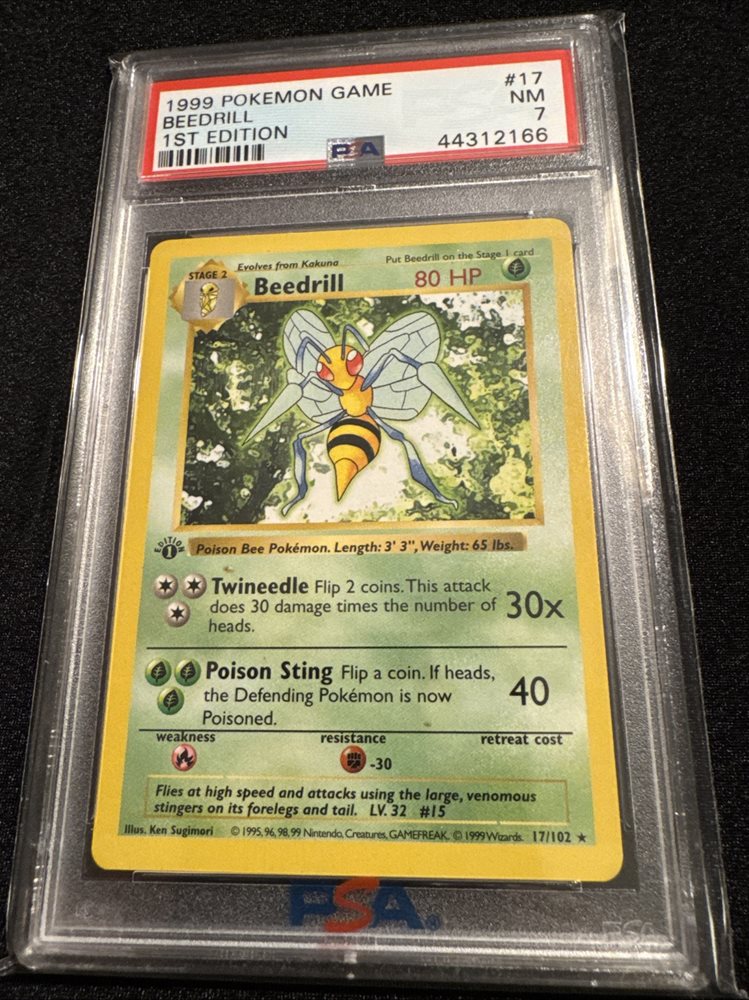 1999 POKEMON GAME #17
BEEDRILL NM
1ST EDITION 7
PSA 44312166
STAGE 2 Evolves from Kakuna Put Beedrill on the Stage 1 card
Beedrill 80 HP
EDITION 1 Poison Bee Pokémon. Length: 3' 3", Weight: 65 lbs.
Twineedle Flip 2 coins. This attack
does 30 damage times the number of 30x
heads.
Poison Sting Flip a coin. If heads,
the Defending Pokémon is now 40
Poisoned.
weakness resistance retreat cost
-30
Flies at high speed and attacks using the large, venomous
stingers on its forelegs and tail. LV. 32 #15
Illus. Ken Sugimori © 1995, 96, 98, 99 Nintendo, Creatures, GAMEFREAK. © 1999 Wizards. 17/102 ★
PSA®
PSA